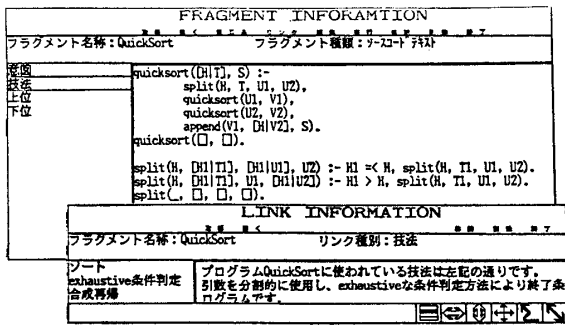 FRAGMENT INFORAMTION
フラグメント名称:QuickSort フラグメント種類:ソースコードテキスト
意図
技法
上位
下位
quicksort([H|T], S) :-
split(H, T, U1, U2),
quicksort(U1, V1),
quicksort(U2, V2),
append(V1, [H|V2], S).
quicksort([], []).
split(H, [H1|T1], [H1|U1], U2) :- H1 =< H, split(H, T1, U1, U2).
split(H, [H1|T1], U1, [H1|U2]) :- H1 > H, split(H, T1, U1, U2).
split(_, [], [], []).
LINK INFORMATION
フラグメント名称:QuickSort リンク種別:技法
ソート
exhaustive条件判定
合成再帰
プログラムQuickSortに使われている技法は左記の通りです。
引数を分割的に使用し、exhaustiveな条件判定方法により終了条
ログラムです。